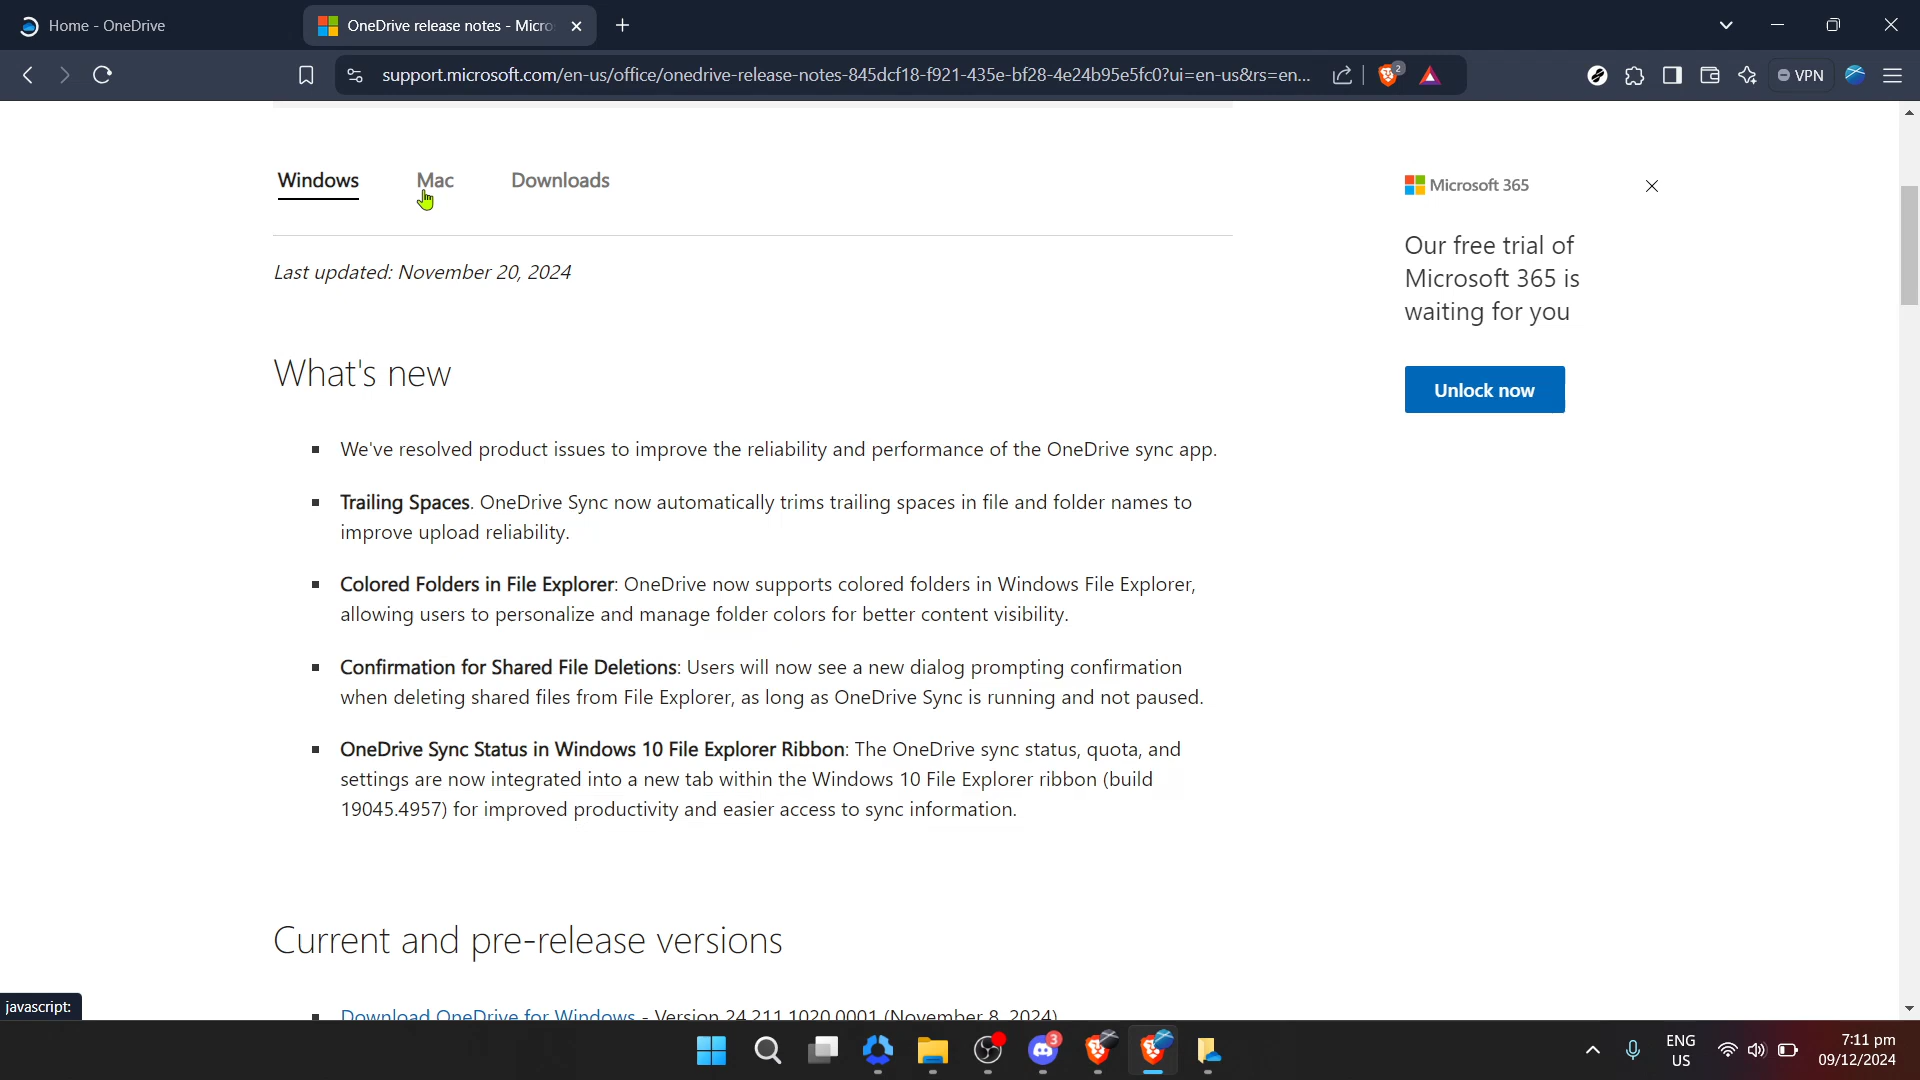 Home - OneDrive
OneDrive release notes - Micro
support.microsoft.com/en-us/office/onedrive-release-notes-845dcf18-f921-435e-bf28-4e24b95e5fc0?ui=en-us&rs=en...
2
VPN
Windows Mac Downloads
Last updated: November 20, 2024
What's new
We've resolved product issues to improve the reliability and performance of the OneDrive sync app.
Trailing Spaces. OneDrive Sync now automatically trims trailing spaces in file and folder names to
improve upload reliability.
Colored Folders in File Explorer: OneDrive now supports colored folders in Windows File Explorer,
allowing users to personalize and manage folder colors for better content visibility.
Confirmation for Shared File Deletions: Users will now see a new dialog prompting confirmation
when deleting shared files from File Explorer, as long as OneDrive Sync is running and not paused.
OneDrive Sync Status in Windows 10 File Explorer Ribbon: The OneDrive sync status, quota, and
settings are now integrated into a new tab within the Windows 10 File Explorer ribbon (build
19045.4957) for improved productivity and easier access to sync information.
Current and pre-release versions
Download OneDrive for Windows - Version 24.211.1020.0001 (November 8, 2024)
Microsoft 365
Our free trial of
Microsoft 365 is
waiting for you
Unlock now
javascript:
3
ENG
US
7:11 pm
09/12/2024